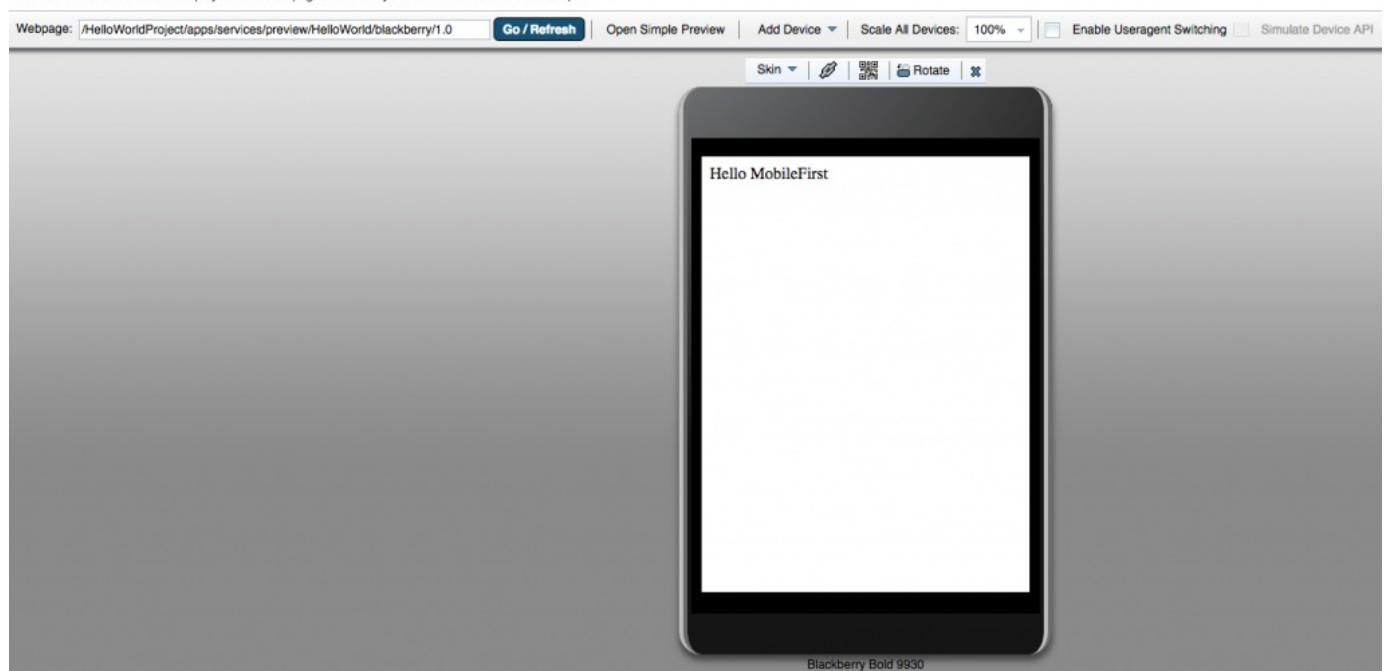 Webpage: /HelloWorldProject/apps/services/preview/HelloWorld/blackberry/1.0 Go / Refresh Open Simple Preview Add Device Scale All Devices: 100% Enable Useragent Switching Simulate Device API
Skin Rotate
Hello MobileFirst
Blackberry Bold 9930